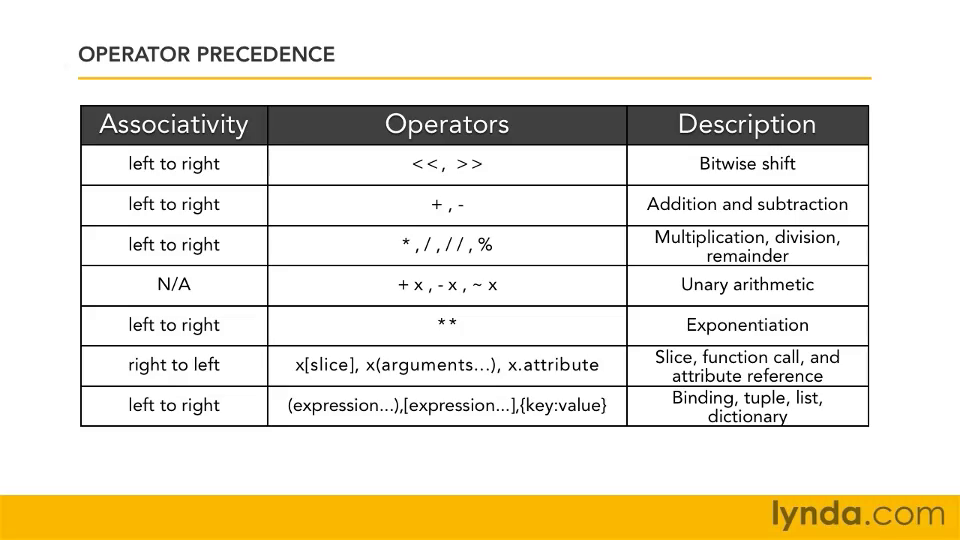 OPERATOR PRECEDENCE
Associativity Operators Description
left to right <<, >> Bitwise shift
left to right + , - Addition and subtraction
left to right * , / , / / , % Multiplication, division,
remainder
N/A + x , - x , ~ x Unary arithmetic
left to right ** Exponentiation
right to left x[slice], x(arguments...), x.attribute Slice, function call, and
attribute reference
left to right (expression...),[expression...],{key:value} Binding, tuple, list,
dictionary
lynda.com